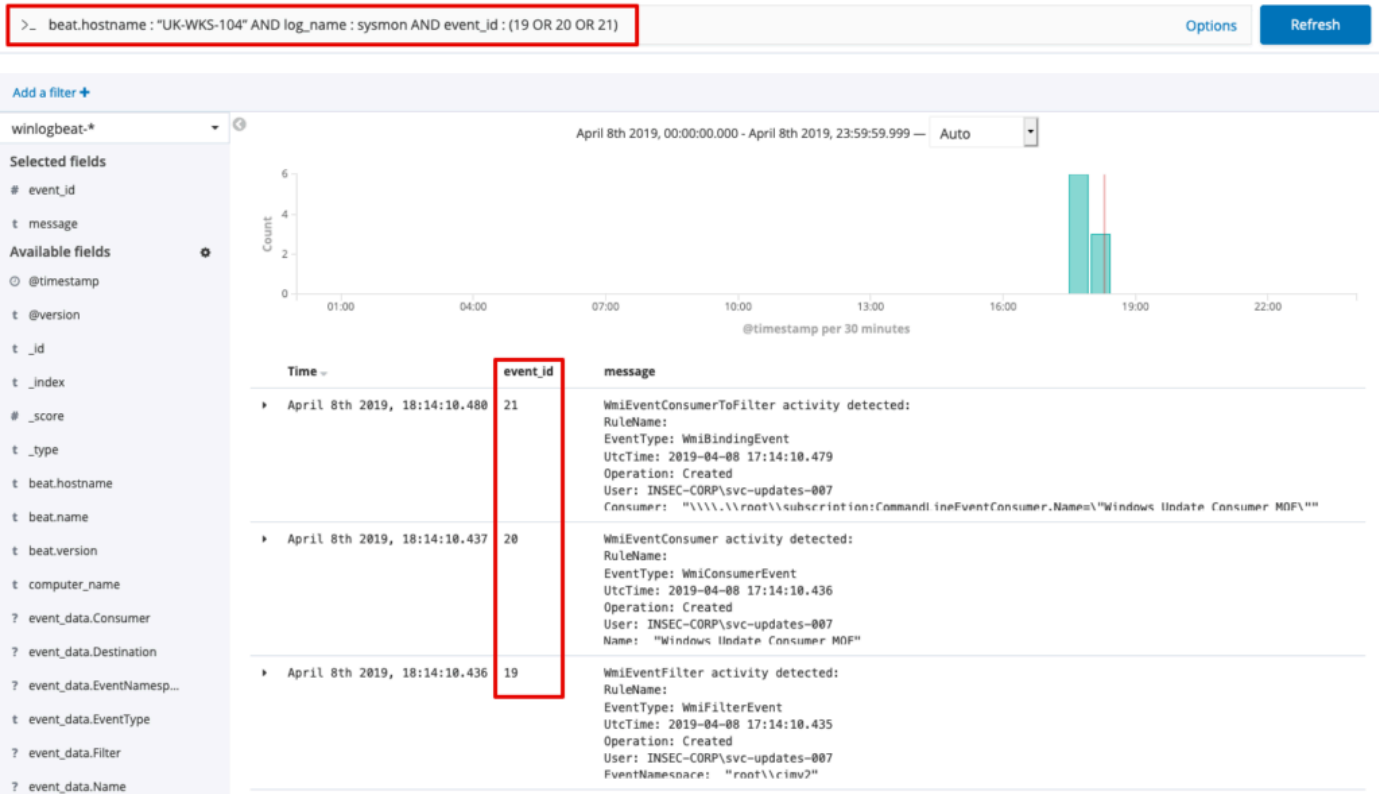 >_ beat.hostname : “UK-WKS-104” AND log_name : sysmon AND event_id : (19 OR 20 OR 21)
Options
Refresh
Add a filter +
winlogbeat-*
Selected fields
# event_id
t message
Available fields
@timestamp
t @version
t _id
t _index
# _score
t _type
t beat.hostname
t beat.name
t beat.version
t computer_name
? event_data.Consumer
? event_data.Destination
? event_data.EventNamesp...
t event_data.EventType
? event_data.Filter
? event_data.Name
April 8th 2019, 00:00:00.000 - April 8th 2019, 23:59:59.999 —
Auto
Count
6
4
2
0
01:00 04:00 07:00 10:00 13:00 16:00 19:00 22:00
@timestamp per 30 minutes
Time event_id message
April 8th 2019, 18:14:10.480 21 WmiEventConsumerToFilter activity detected:
RuleName:
EventType: WmiBindingEvent
UtcTime: 2019-04-08 17:14:10.479
Operation: Created
User: INSEC-CORP\svc-updates-007
Consumer: "\\\\.\\root\\subscription:CommandLineEventConsumer.Name=\"Windows Update Consumer MOF\""
April 8th 2019, 18:14:10.437 20 WmiEventConsumer activity detected:
RuleName:
EventType: WmiConsumerEvent
UtcTime: 2019-04-08 17:14:10.436
Operation: Created
User: INSEC-CORP\svc-updates-007
Name: "Windows Update Consumer MOF"
April 8th 2019, 18:14:10.436 19 WmiEventFilter activity detected:
RuleName:
EventType: WmiFilterEvent
UtcTime: 2019-04-08 17:14:10.435
Operation: Created
User: INSEC-CORP\svc-updates-007
EventNamespace: "root\\cimv2"